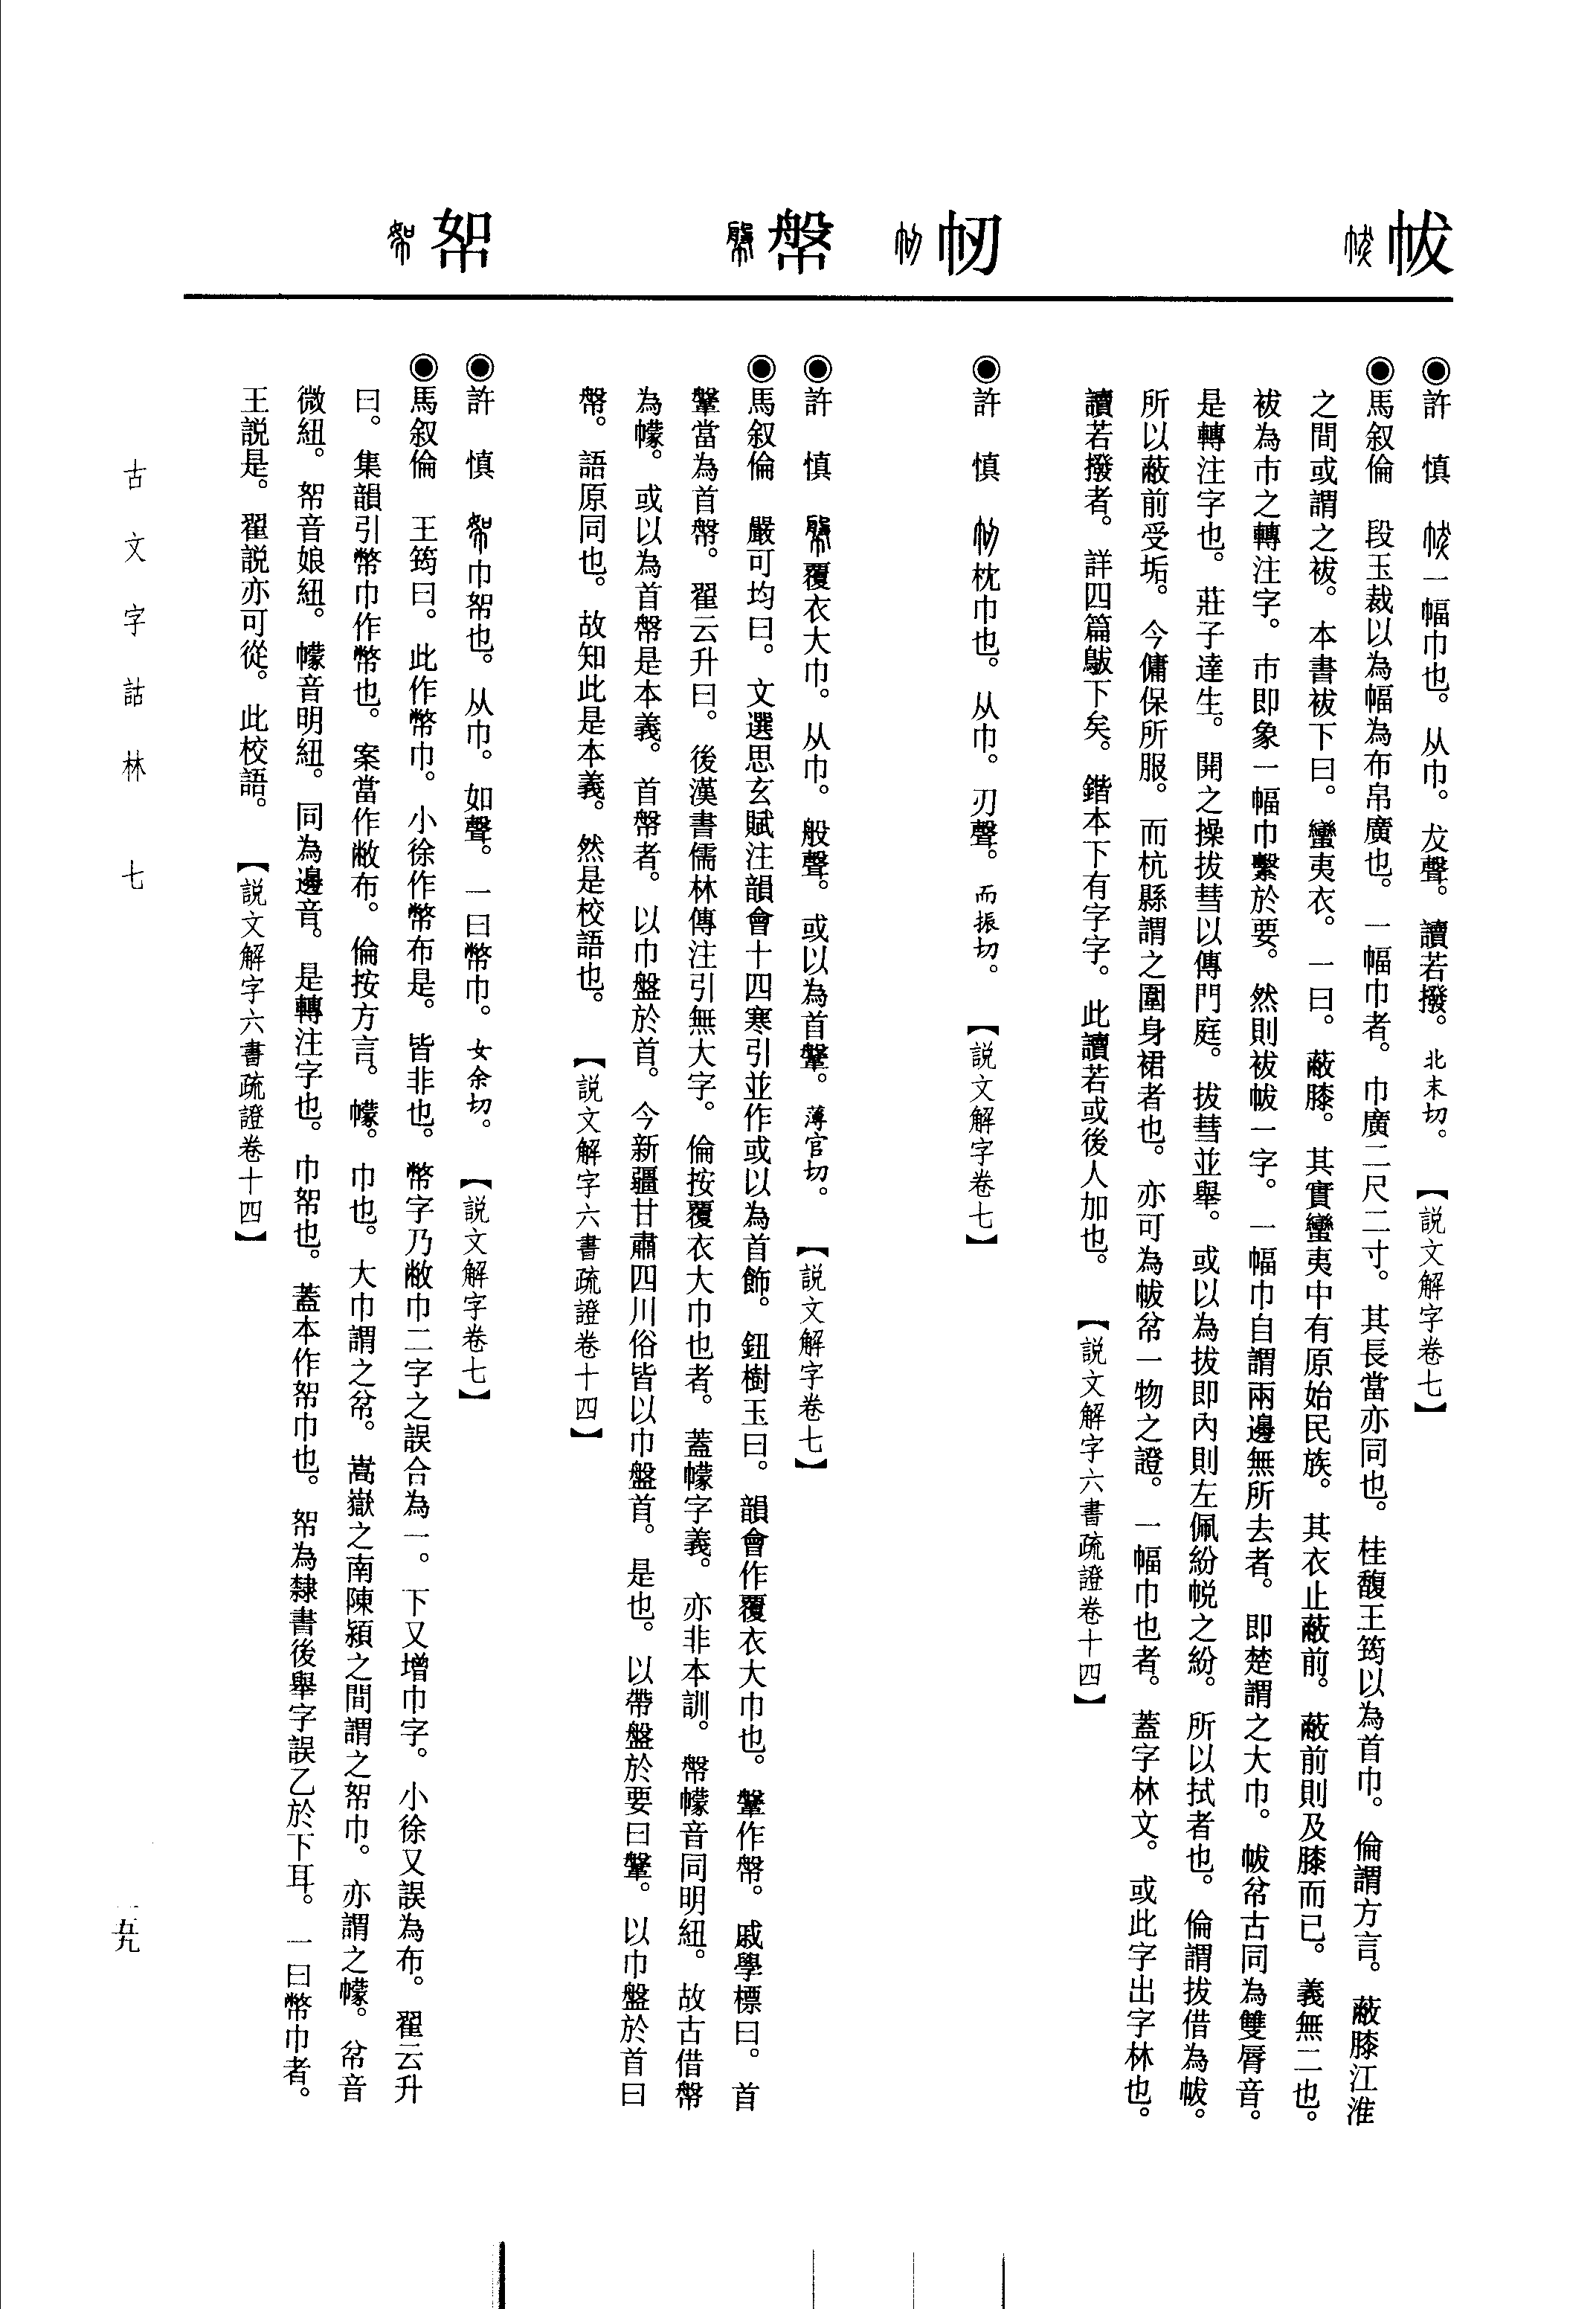 帗
◉許　慎　一幅巾也。从巾。犮聲。讀若撥。北末切。【說文解字卷七】
◉馬叙倫　段玉裁以為幅為布帛廣也。一幅巾者。巾廣二尺二寸。其長當亦同也。桂馥王筠以為首巾。倫謂方言。蔽膝江淮
之間或謂之袚。本書袚下曰。蠻夷衣。一曰。蔽膝。其實蠻夷中有原始民族。其衣止蔽前。蔽前則及膝而已。義無二也。
袚為巿之轉注字。巿即象一幅巾繫於要。然則袚帗一字。一幅巾自謂兩邊無所去者。即楚謂之大巾。帗帉古同為雙脣音。
是轉注字也。莊子達生。開之操拔彗以傳門庭。拔彗並舉。或以為拔即內則左佩紛帨之紛。所以拭者也。倫謂拔借為帗。
所以蔽前受垢。今傭保所服。而杭縣謂之圍身裙者也。亦可為帗帉一物之證。一幅巾也者。蓋字林文。或此字出字林也。
讀若撥者。詳四篇翇下矣。鍇本下有字字。此讀若或後人加也。【說文解字六書疏證卷十四】
㠴
◉許　慎　枕巾也。从巾。刃聲。而振切。【說文解字卷七】
幋
◉許　慎　覆衣大巾。从巾。般聲。或以為首鞶。薄官切。【說文解字卷七】
◉馬叙倫　嚴可均曰。文選思玄賦注韻會十四寒引並作或以為首飾。鈕樹玉曰。韻會作覆衣大巾也。鞶作幋。戚學標曰。首
鞶當為首幋。翟云升曰。後漢書儒林傳注引無大字。倫按覆衣大巾也者。蓋幪字義。亦非本訓。幋幪音同明紐。故古借幋
為幪。或以為首幋是本義。首幋者。以巾盤於首。今新疆甘肅四川俗皆以巾盤首。是也。以帶盤於要曰鞶。以巾盤於首曰
幋。語原同也。故知此是本義。然是校語也。【說文解字六書疏證卷十四】
帤
◉許　慎　巾帤也。从巾。如聲。一曰幣巾。女余切。【說文解字卷七】
◉馬叙倫　王筠曰。此作幣巾。小徐作幣布是。皆非也。幣字乃敝巾二字之誤合為一。下又增巾字。小徐又誤為布。翟云升
曰。集韻引幣巾作幣也。案當作敝布。倫按方言。幪。巾也。大巾謂之帉。嵩嶽之南陳潁之間謂之帤巾。亦謂之幪。帉音
微紐。帤音娘紐。幪音明紐。同為邊音。是轉注字也。巾帤也。蓋本作帤巾也。帤為隸書後舉字誤乙於下耳。一曰幣巾者。
王說是。翟說亦可從。此校語。【說文解字六書疏證卷十四】
古文字詁林　七
五九